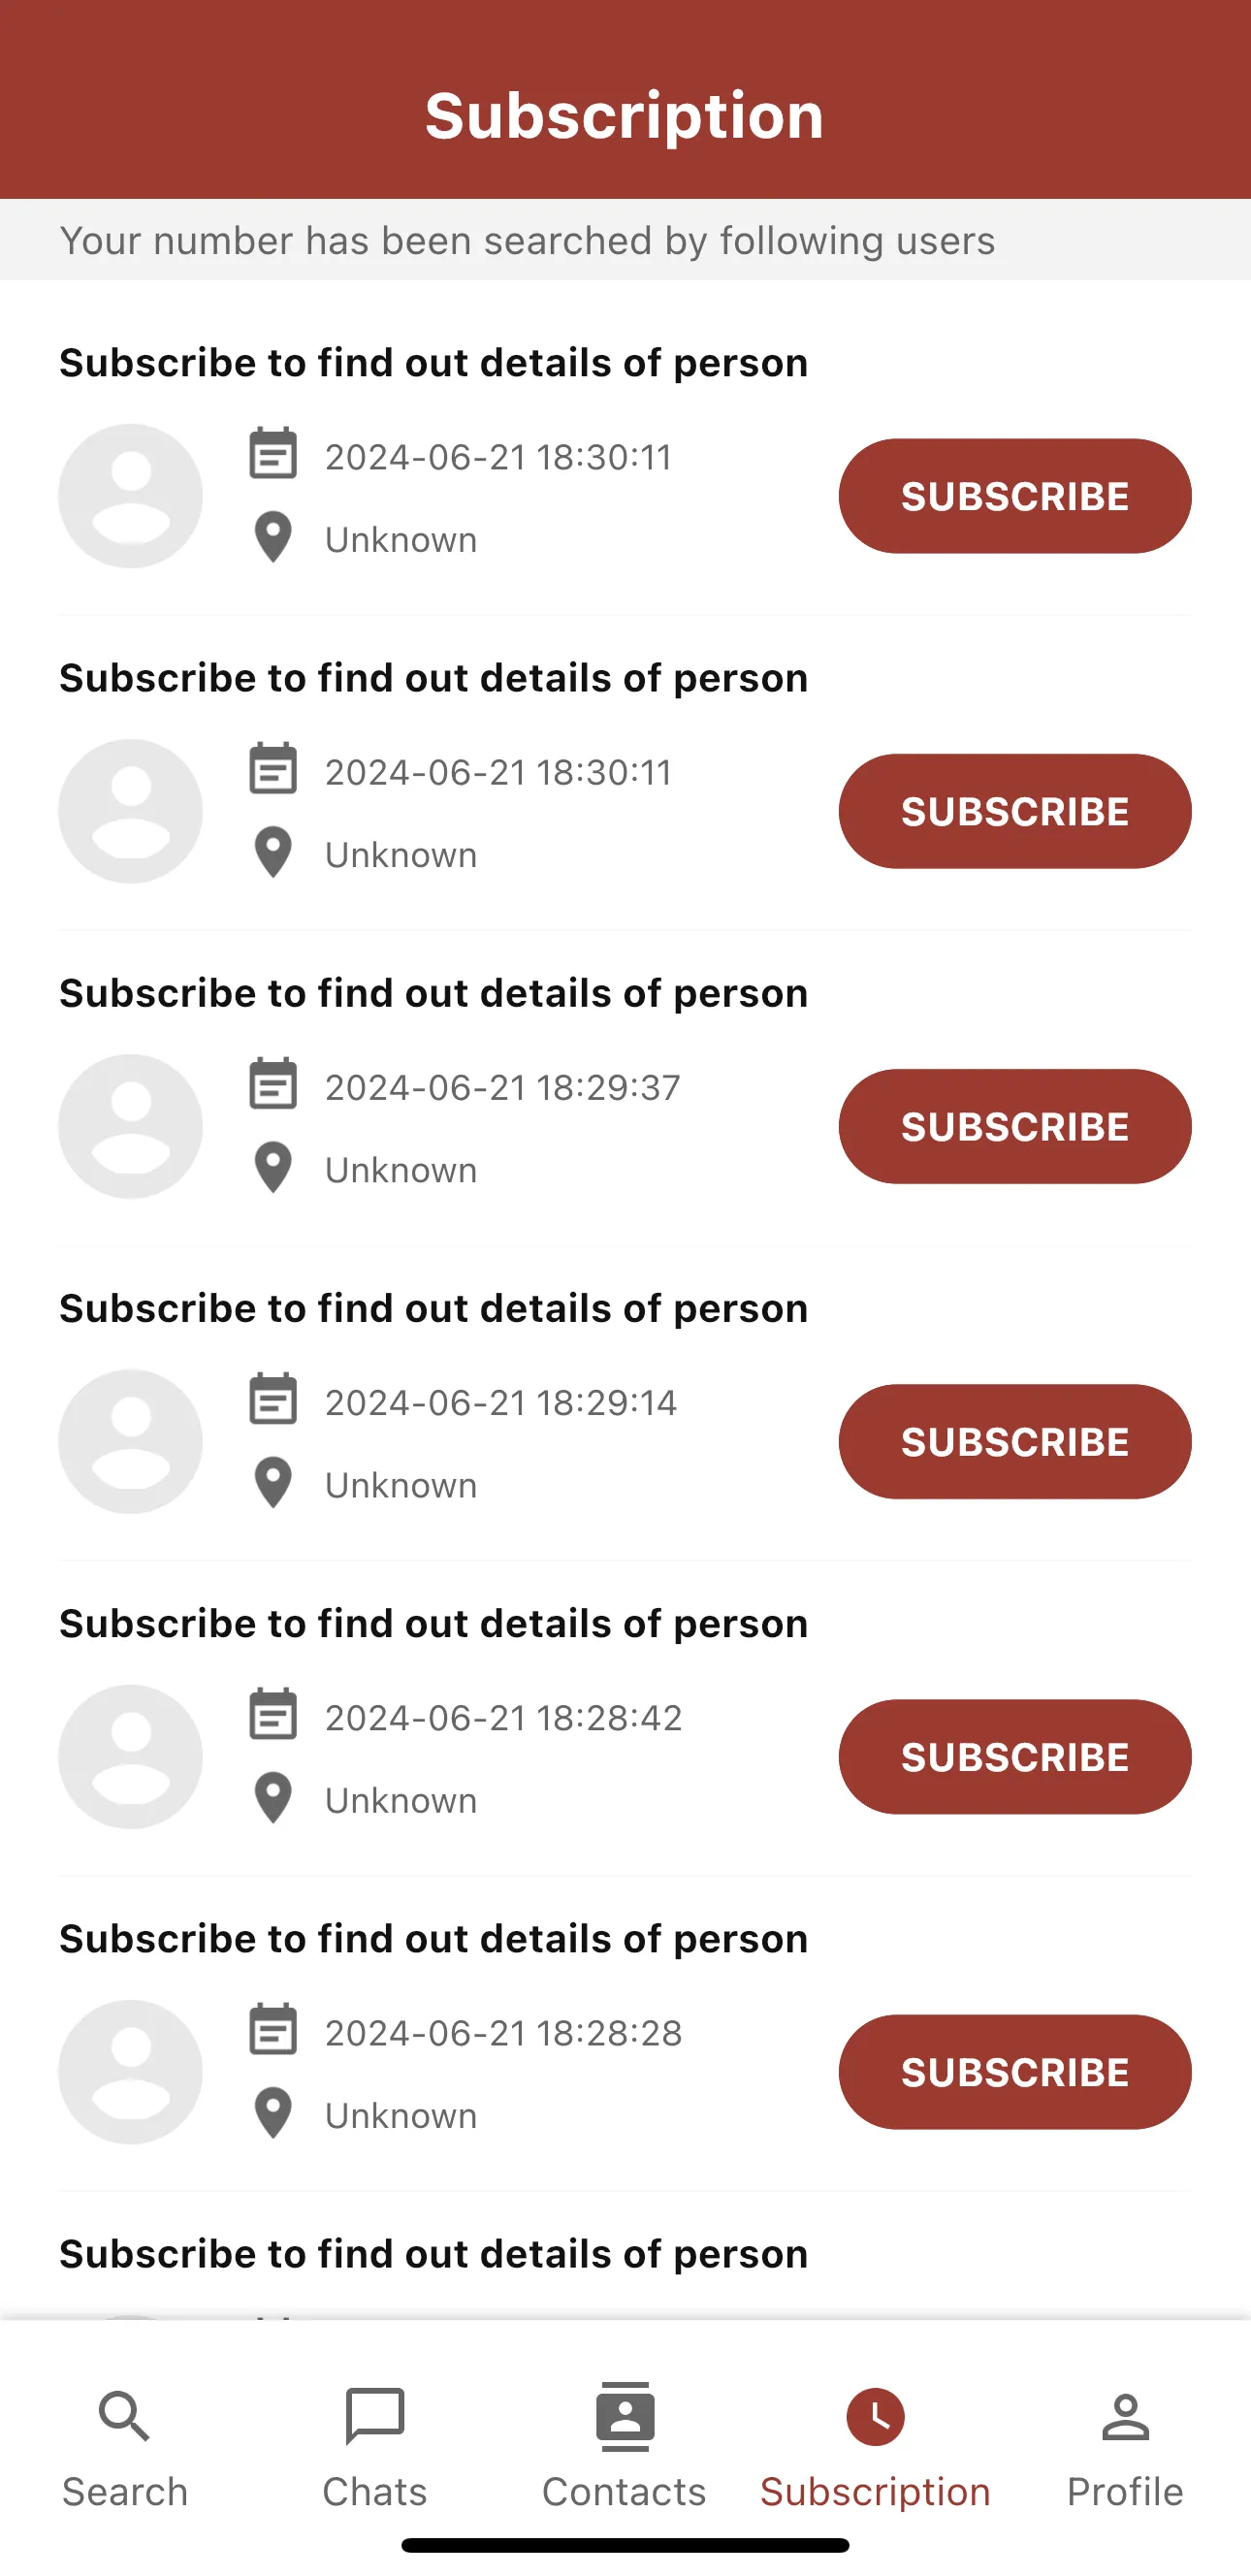 Subscription
Your number has been searched by following users
Subscribe to find out details of person
2024-06-21 18:30:11
Unknown
SUBSCRIBE
Subscribe to find out details of person
2024-06-21 18:30:11
Unknown
SUBSCRIBE
Subscribe to find out details of person
2024-06-21 18:29:37
Unknown
SUBSCRIBE
Subscribe to find out details of person
2024-06-21 18:29:14
Unknown
SUBSCRIBE
Subscribe to find out details of person
2024-06-21 18:28:42
Unknown
SUBSCRIBE
Subscribe to find out details of person
2024-06-21 18:28:28
Unknown
SUBSCRIBE
Subscribe to find out details of person
Search
Chats
Contacts
Subscription
Profile